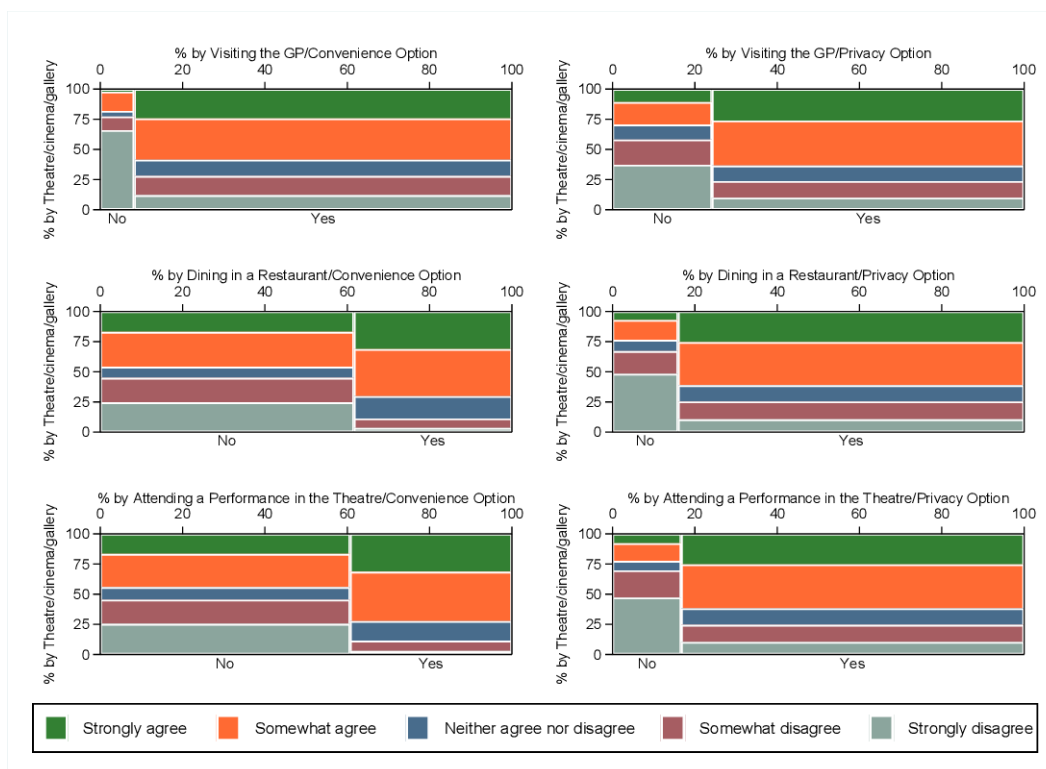 % by Visiting the GP/Convenience Option
0 20 40 60 80 100
% by Theatre/cinema/gallery
100
75
50
25
0
No Yes
% by Visiting the GP/Privacy Option
0 20 40 60 80 100
% by Theatre/cinema/gallery
100
75
50
25
0
No Yes
% by Dining in a Restaurant/Convenience Option
0 20 40 60 80 100
% by Theatre/cinema/gallery
100
75
50
25
0
No Yes
% by Dining in a Restaurant/Privacy Option
0 20 40 60 80 100
% by Theatre/cinema/gallery
100
75
50
25
0
No Yes
% by Attending a Performance in the Theatre/Convenience Option
0 20 40 60 80 100
% by Theatre/cinema/gallery
100
75
50
25
0
No Yes
% by Attending a Performance in the Theatre/Privacy Option
0 20 40 60 80 100
% by Theatre/cinema/gallery
100
75
50
25
0
No Yes
Strongly agree Somewhat agree Neither agree nor disagree Somewhat disagree Strongly disagree